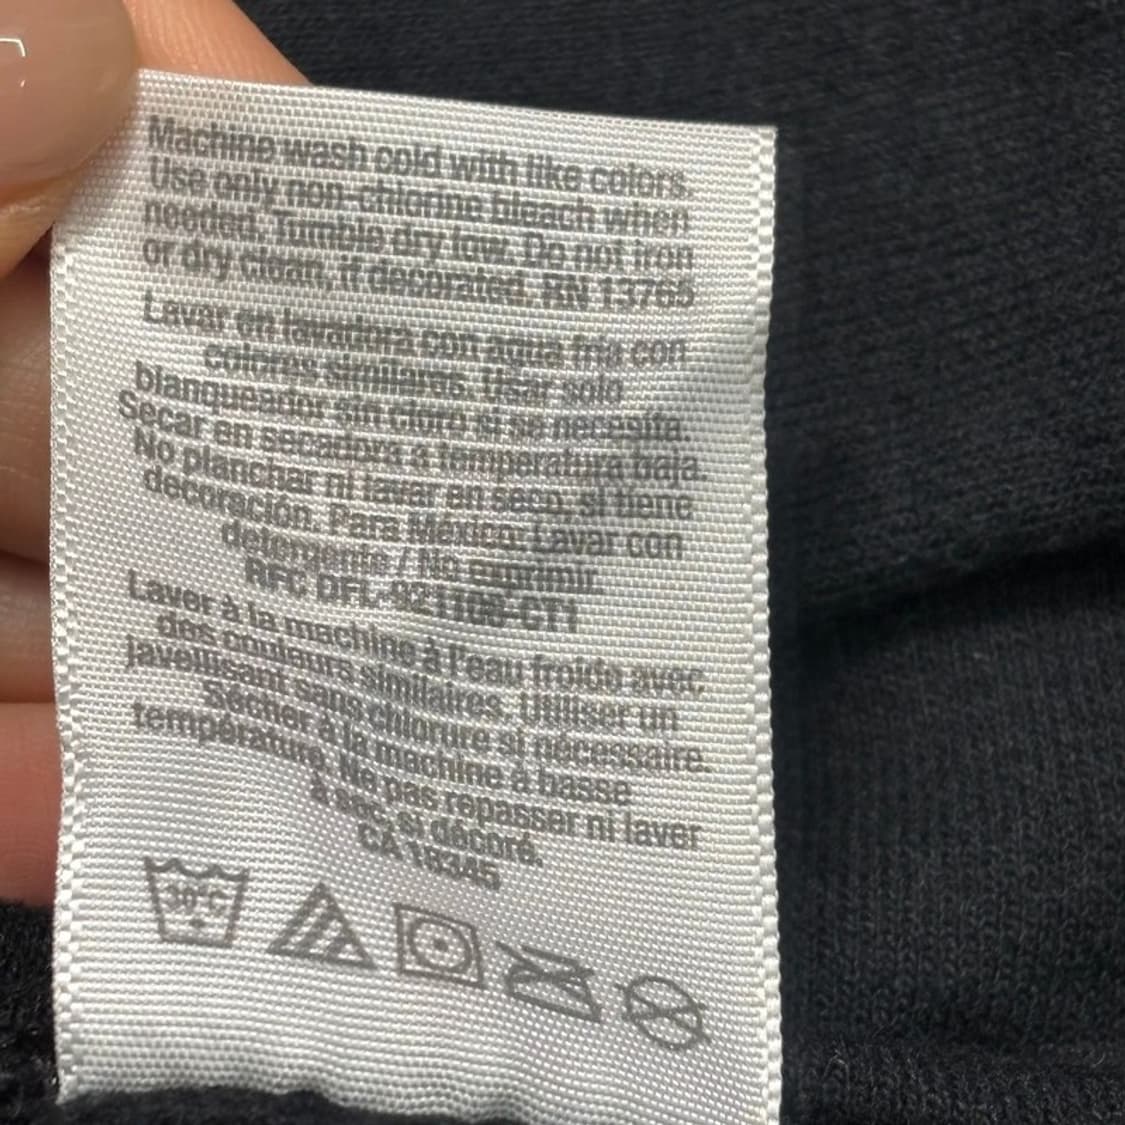 Machine wash cold with like colors.
Use only non-chlorine bleach when
needed. Tumble dry low. Do not iron
or dry clean, if decorated. RN 13765
Lavar en lavadora con agua fria con
colores similares. Usar solo
blanqueador sin cloro si se necesita.
Secar en secadora a temperatura baja.
No planchar ni lavar en seco, si tiene
decoración. Para México: Lavar con
detergente / No exprimir
RFC DFL-921108-CT1
Laver à la machine à l'eau froide avec
des couleurs similaires. Utiliser un
javellisant sans chlorure si nécessaire.
Sécher à la machine à basse
température. Ne pas repasser ni laver
à sec, si décoré.
CA 18345
30°C